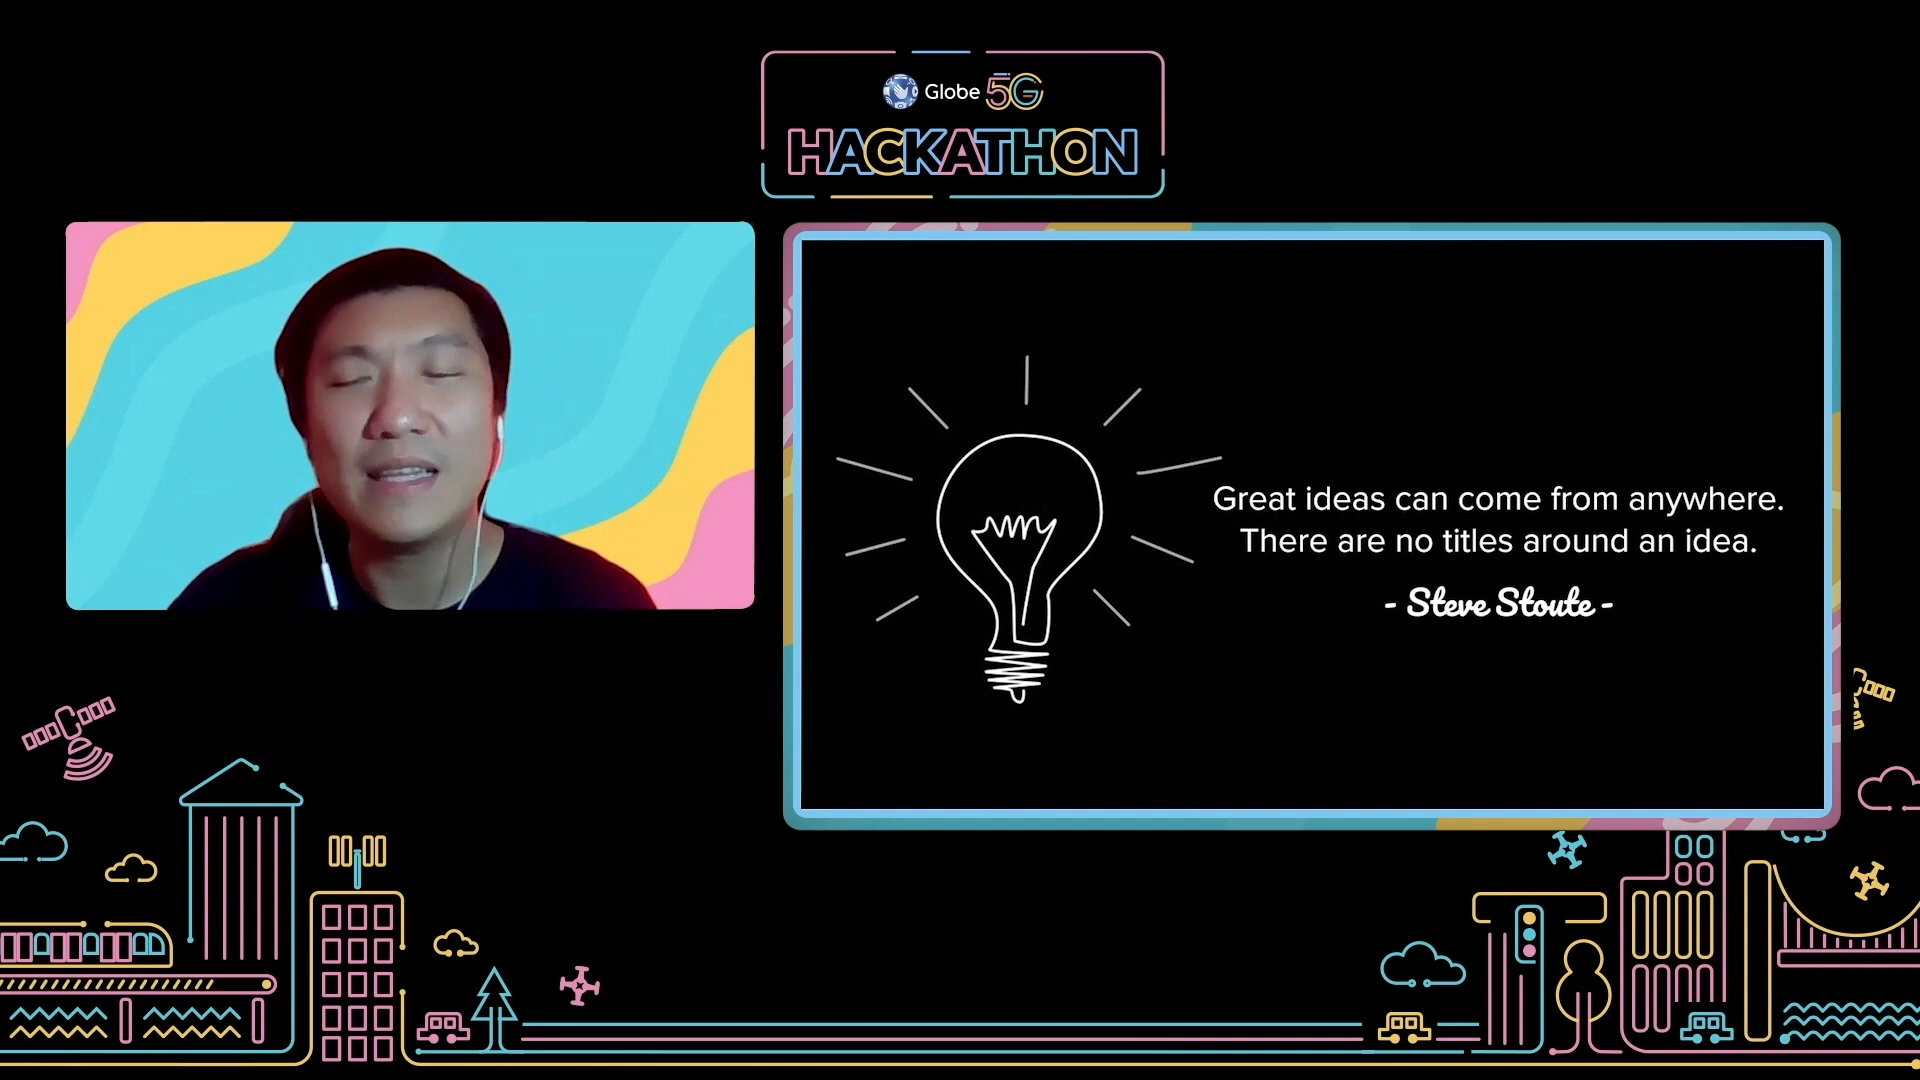 Globe 5G
HACKATHON
Great ideas can come from anywhere.
There are no titles around an idea.
- Steve Stoute -